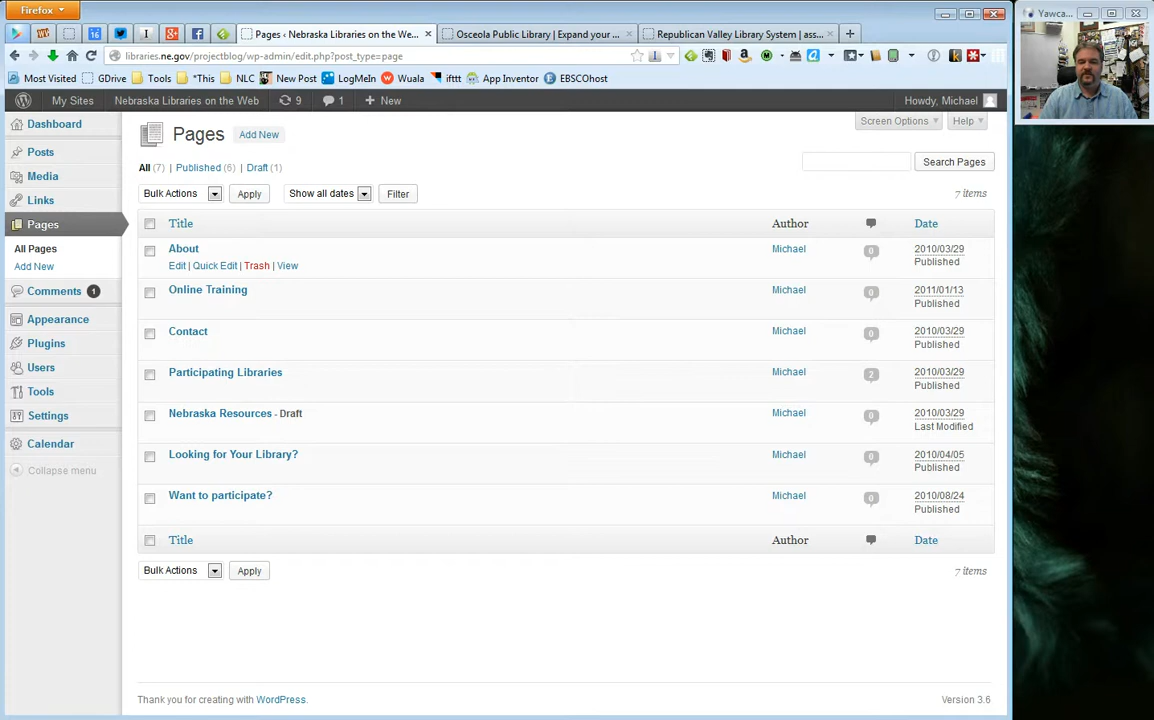 Firefox
Yawca...
Pages ‹ Nebraska Libraries on the We...
Osceola Public Library | Expand your ...
Republican Valley Library System | ass...
libraries.ne.gov/projectblog/wp-admin/edit.php?post_type=page
Most Visited GDrive Tools *This NLC New Post LogMeIn Wuala ifttt App Inventor EBSCOhost
My Sites Nebraska Libraries on the Web 9 1 New Howdy, Michael
Screen Options Help
Dashboard
Posts
Media
Links
Pages
All Pages
Add New
Comments 1
Appearance
Plugins
Users
Tools
Settings
Calendar
Collapse menu
Pages Add New
All (7) | Published (6) | Draft (1)
Search Pages
Bulk Actions Apply Show all dates Filter 7 items
Title Author Date
About Michael 0 2010/03/29
Edit | Quick Edit | Trash | View Published
Online Training Michael 0 2011/01/13
Published
Contact Michael 0 2010/03/29
Published
Participating Libraries Michael 2 2010/03/29
Published
Nebraska Resources - Draft Michael 0 2010/03/29
Last Modified
Looking for Your Library? Michael 0 2010/04/05
Published
Want to participate? Michael 0 2010/08/24
Published
Title Author Date
Bulk Actions Apply 7 items
Thank you for creating with WordPress. Version 3.6